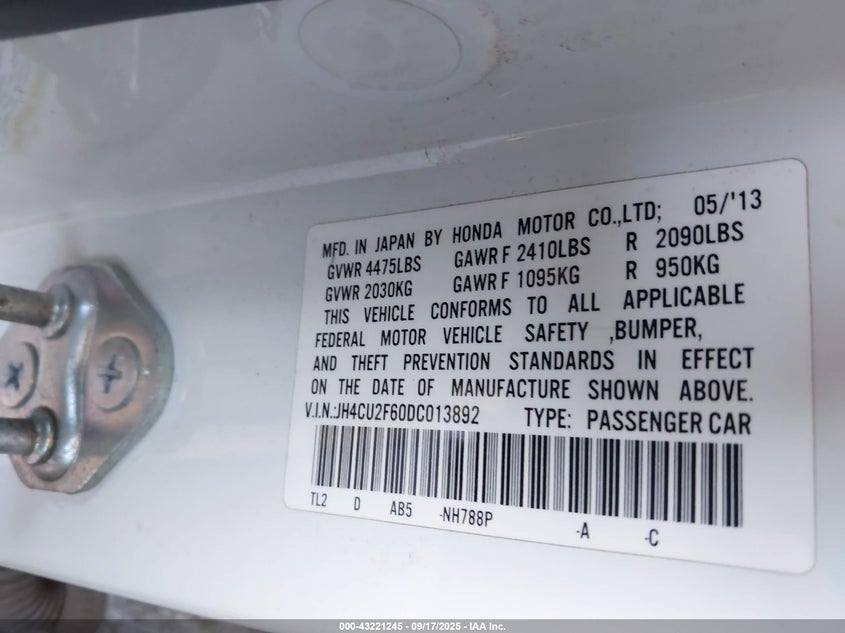 MFD. IN JAPAN BY HONDA MOTOR CO.,LTD; 05/'13
GVWR 4475LBS GAWR F 2410LBS R 2090LBS
GVWR 2030KG GAWR F 1095KG R 950KG
THIS VEHICLE CONFORMS TO ALL APPLICABLE
FEDERAL MOTOR VEHICLE SAFETY ,BUMPER,
AND THEFT PREVENTION STANDARDS IN EFFECT
ON THE DATE OF MANUFACTURE SHOWN ABOVE.
V.I.N.:JH4CU2F60DC013892 TYPE: PASSENGER CAR
TL2 D AB5 -NH788P -A -C
000-43221245 - 09/17/2025 - IAA Inc.